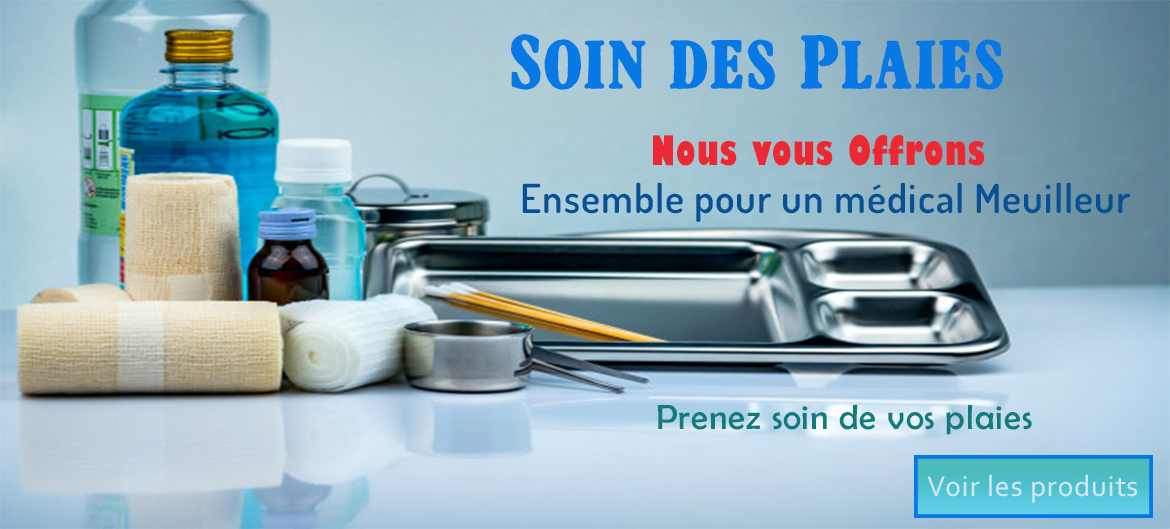 Soin des Plaies
Nous vous Offrons
Ensemble pour un médical Meuilleur
Prenez soin de vos plaies
Voir les produits